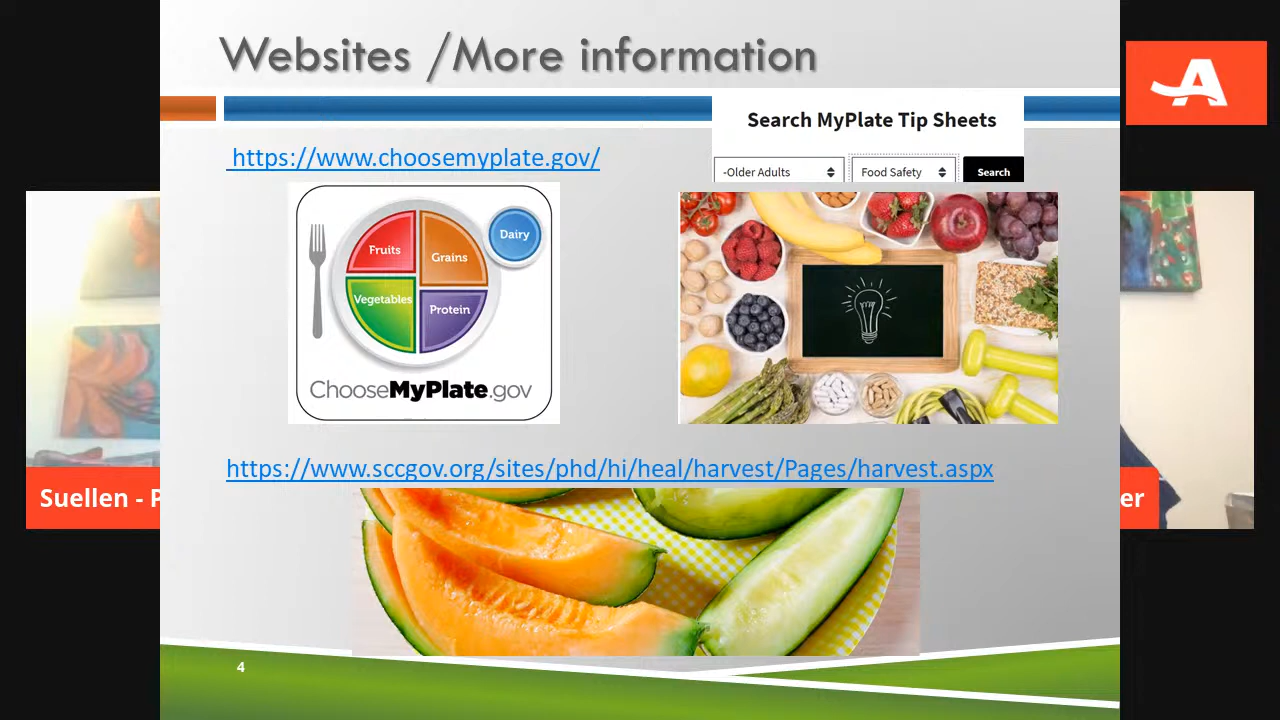 Websites /More information
Search MyPlate Tip Sheets
https://www.choosemyplate.gov/
-Older Adults Food Safety Search
Dairy
Fruits
Grains
Vegetables
Protein
ChooseMyPlate.gov
https://www.sccgov.org/sites/phd/hi/heal/harvest/Pages/harvest.aspx
Suellen - P
er
4